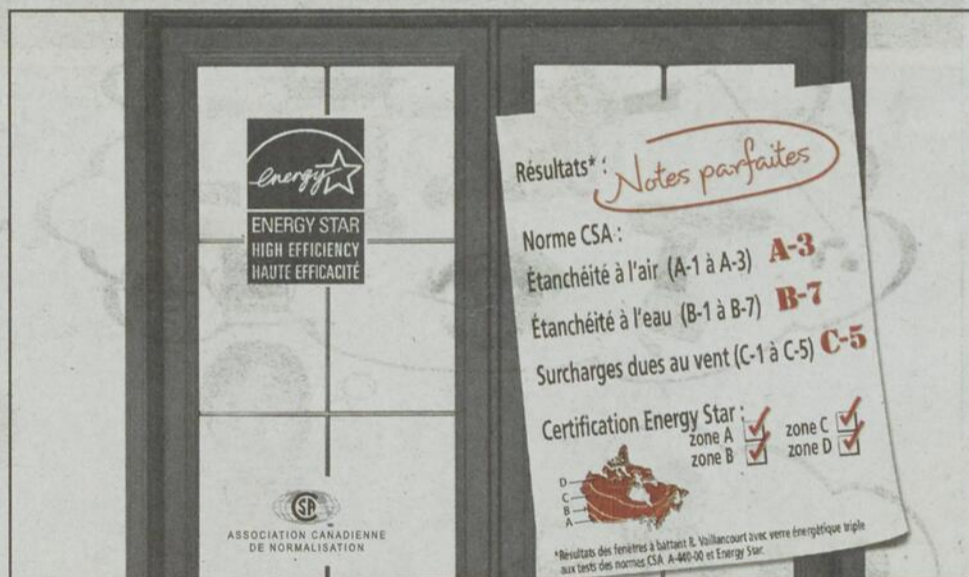 energy
ENERGY STAR
HIGH EFFICIENCY
HAUTE EFFICACITÉ
CSA
ASSOCIATION CANADIENNE
DE NORMALISATION
Résultats* : Notes parfaites
Norme CSA :
Étanchéité à l'air (A-1 à A-3) A-3
Étanchéité à l'eau (B-1 à B-7) B-7
Surcharges dues au vent (C-1 à C-5) C-5
Certification Energy Star :
zone A zone C
zone B zone D
D
C
B
A
*Résultats des fenêtres à battant R. Vaillancourt avec verre énergétique triple
aux tests des normes CSA A-440-00 et Energy Star.